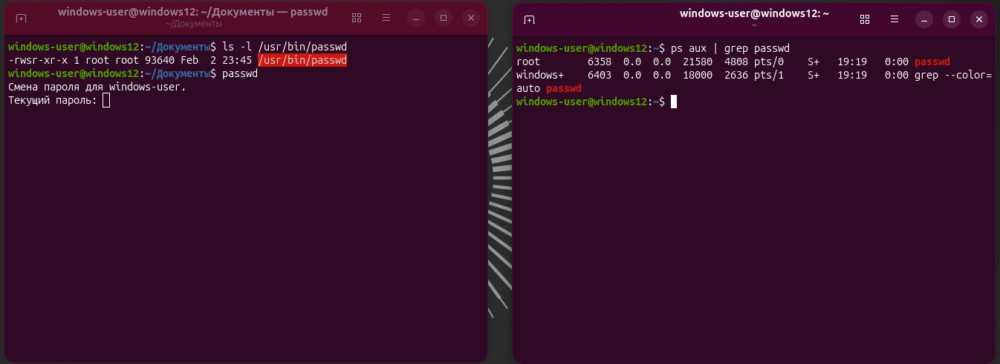 windows-user@windows12: ~/Документы — passwd
~/Документы
windows-user@windows12:~/Документы$ ls -l /usr/bin/passwd
-rwsr-xr-x 1 root root 93640 Feb  2 23:45 /usr/bin/passwd
windows-user@windows12:~/Документы$ passwd
Смена пароля для windows-user.
Текущий пароль:
windows-user@windows12: ~
~
windows-user@windows12:~$ ps aux | grep passwd
root        6358  0.0  0.0  21580  4808 pts/0    S+   19:19   0:00 passwd
windows+    6403  0.0  0.0  18000  2636 pts/1    S+   19:19   0:00 grep --color=
auto passwd
windows-user@windows12:~$